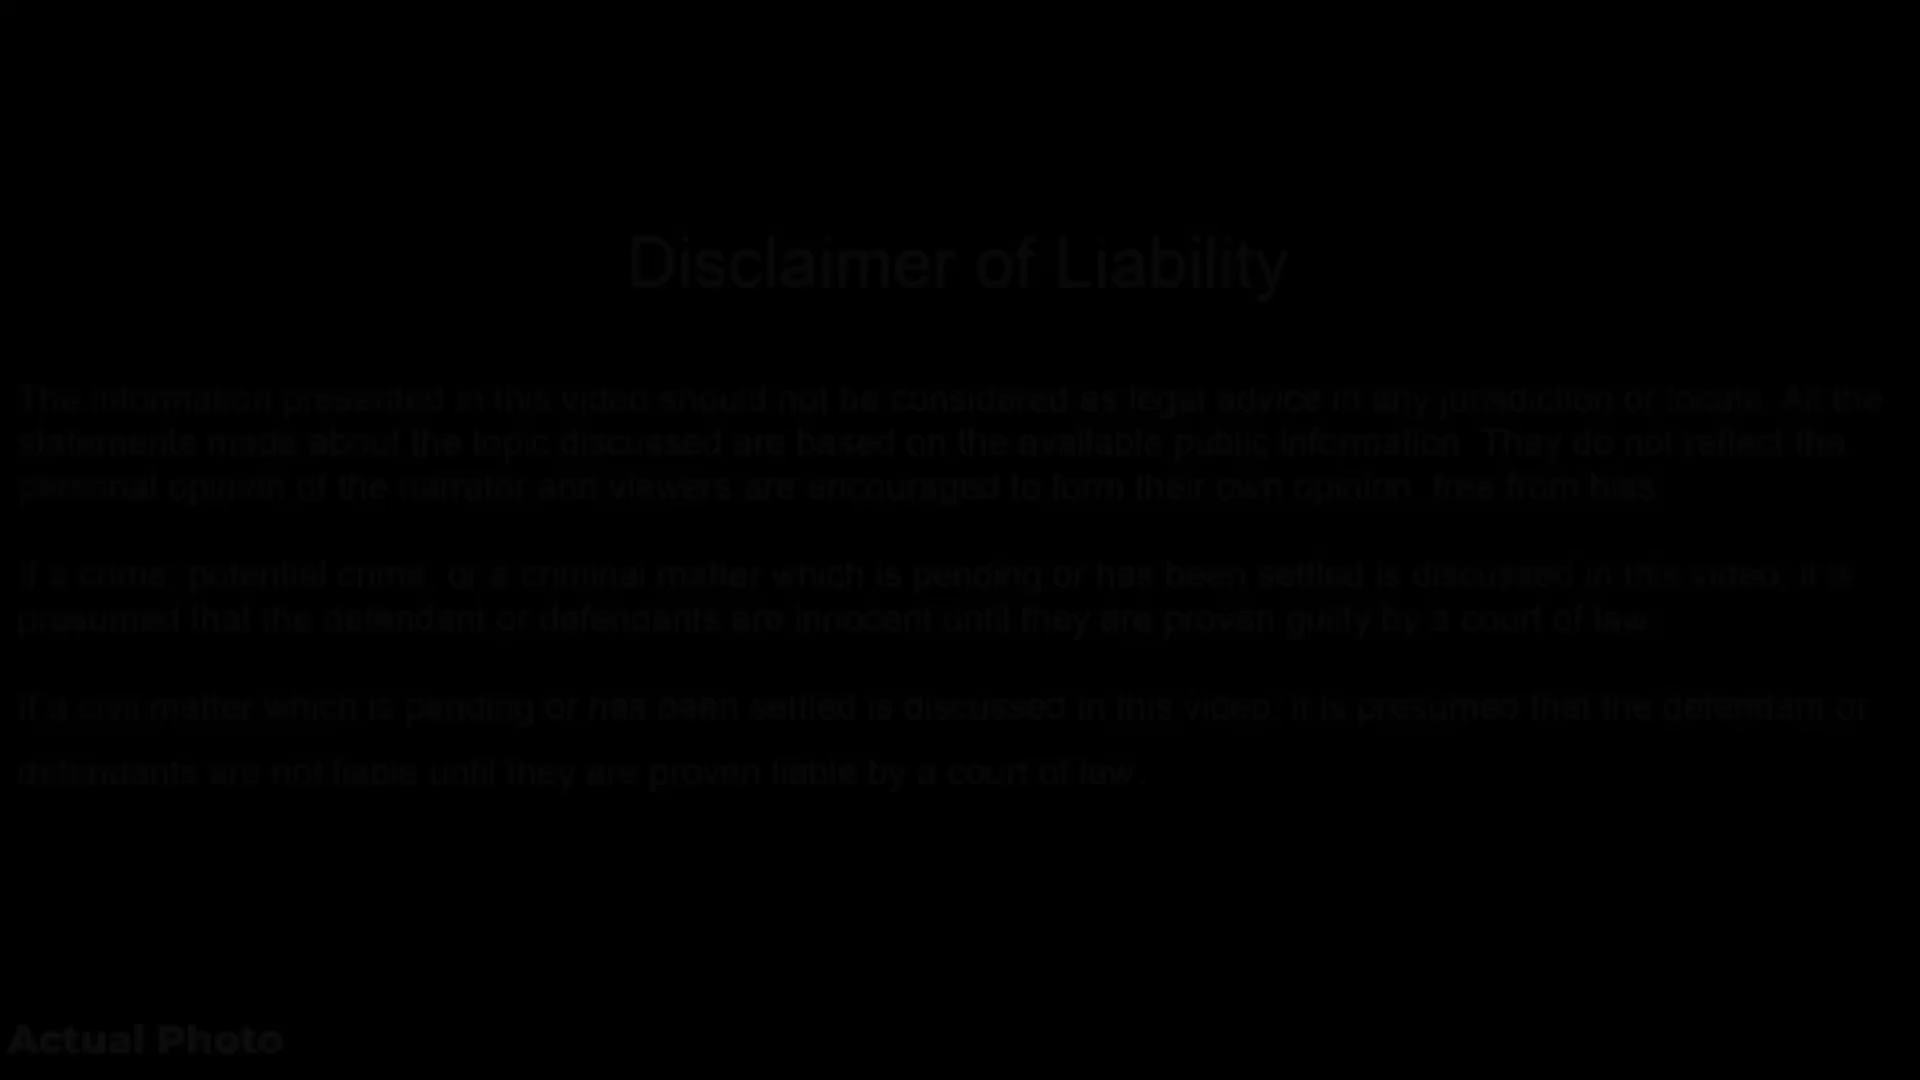 Disclaimer of Liability
The information presented in this video should not be considered as legal advice in any jurisdiction or locale. All the
statements made about the topic discussed are based on the available public information. They do not reflect the
personal opinion of the narrator and viewers are encouraged to form their own opinion, free from bias.
If a crime, potential crime, or a criminal matter which is pending or has been settled is discussed in this video, it is
presumed that the defendant or defendants are innocent until they are proven guilty by a court of law.
If a civil matter which is pending or has been settled is discussed in this video, it is presumed that the defendant or
defendants are not liable until they are proven liable by a court of law.
Actual Photo